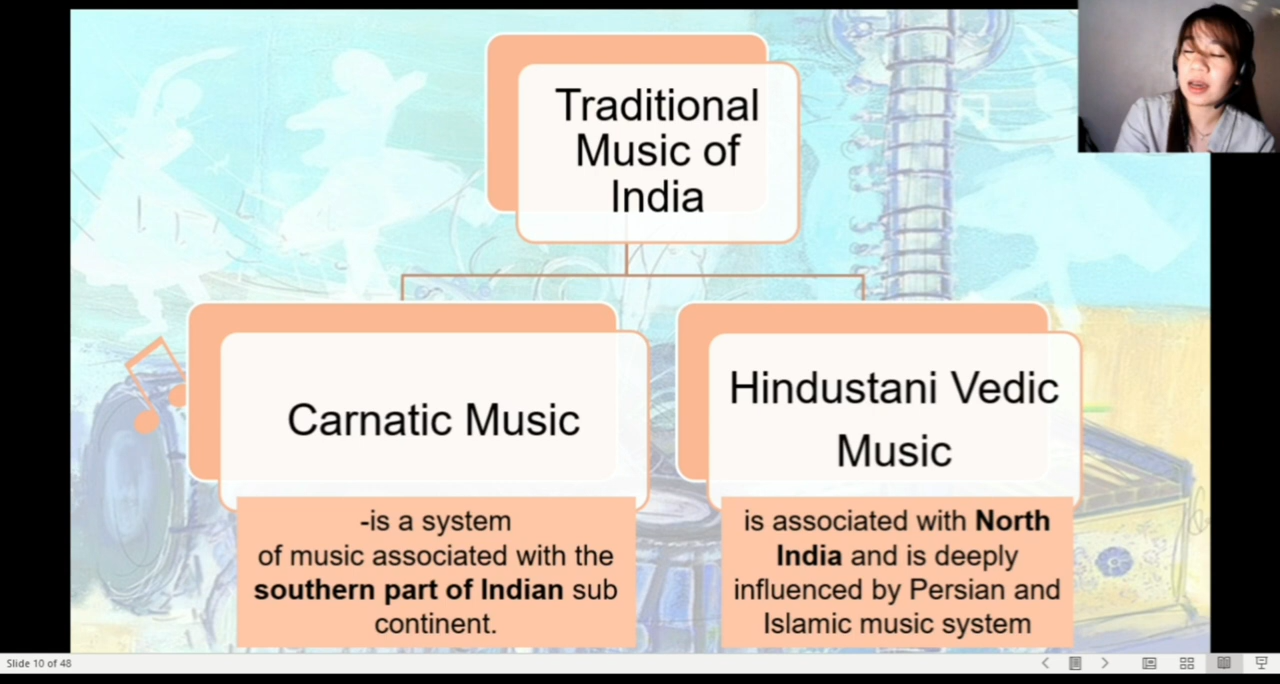 Traditional
Music of
India
Carnatic Music
-is a system
of music associated with the
southern part of Indian sub
continent.
Hindustani Vedic
Music
is associated with North
India and is deeply
influenced by Persian and
Islamic music system
Slide 10 of 48